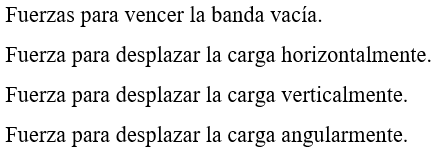 Fuerzas para vencer la banda vacía.
Fuerza para desplazar la carga horizontalmente.
Fuerza para desplazar la carga verticalmente.
Fuerza para desplazar la carga angularmente.